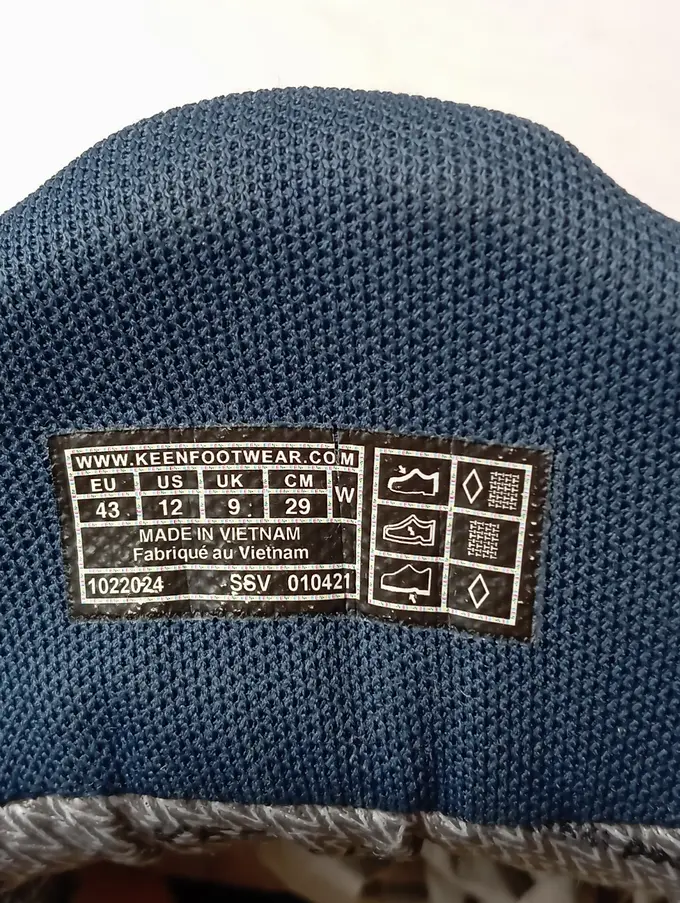 WWW.KEENFOOTWEAR.COM
EU US UK CM W
43 12 9 29
MADE IN VIETNAM
Fabriqué au Vietnam
1022024 SSV 010421